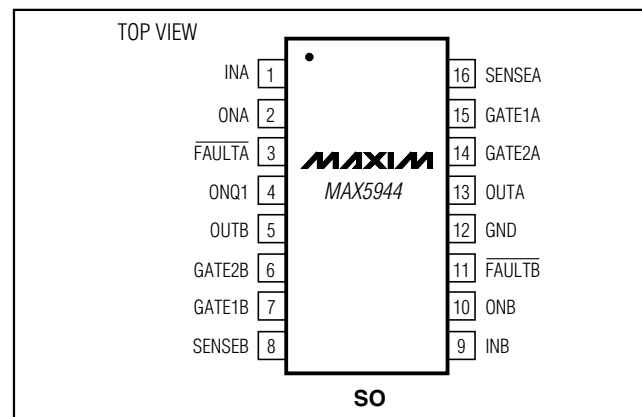 TOP VIEW
INA 1
ONA 2
FAULTA 3
ONQ1 4
OUTB 5
GATE2B 6
GATE1B 7
SENSEB 8
MAXIM
MAX5944
16 SENSEA
15 GATE1A
14 GATE2A
13 OUTA
12 GND
11 FAULTB
10 ONB
9 INB
SO